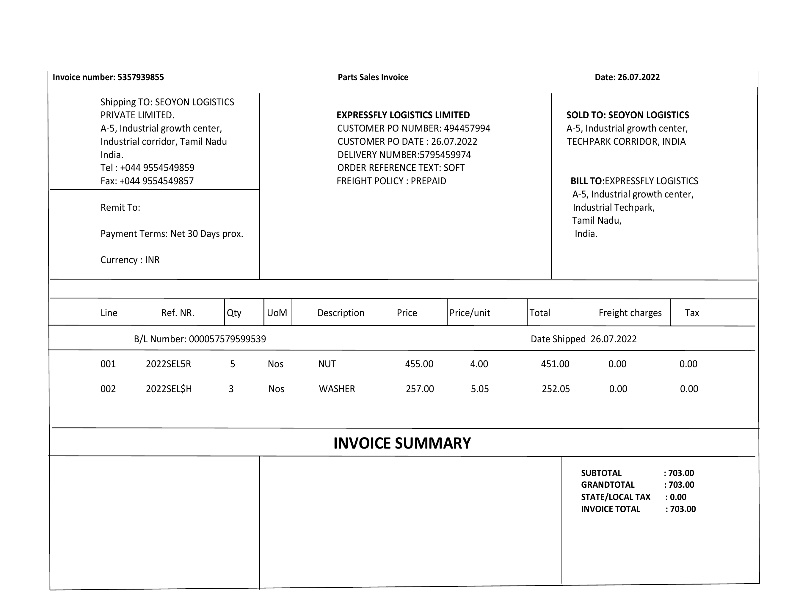 Invoice number: 5357939855 Parts Sales Invoice Date: 26.07.2022
Shipping TO: SEOYON LOGISTICS
PRIVATE LIMITED.
A-5, Industrial growth center,
Industrial corridor, Tamil Nadu
India.
Tel : +044 9554549859
Fax: +044 9554549857
Remit To:
Payment Terms: Net 30 Days prox.
Currency : INR
EXPRESSFLY LOGISTICS LIMITED
CUSTOMER PO NUMBER: 494457994
CUSTOMER PO DATE : 26.07.2022
DELIVERY NUMBER:5795459974
ORDER REFERENCE TEXT: SOFT
FREIGHT POLICY : PREPAID
SOLD TO: SEOYON LOGISTICS
A-5, Industrial growth center,
TECHPARK CORRIDOR, INDIA
BILL TO:EXPRESSFLY LOGISTICS
A-5, Industrial growth center,
Industrial Techpark,
Tamil Nadu,
India.
Line Ref. NR. Qty UoM Description Price Price/unit Total Freight charges Tax
B/L Number: 000057579599539 Date Shipped 26.07.2022
001 2022SEL5R 5 Nos NUT 455.00 4.00 451.00 0.00 0.00
002 2022SEL$H 3 Nos WASHER 257.00 5.05 252.05 0.00 0.00
INVOICE SUMMARY
SUBTOTAL : 703.00
GRANDTOTAL : 703.00
STATE/LOCAL TAX : 0.00
INVOICE TOTAL : 703.00